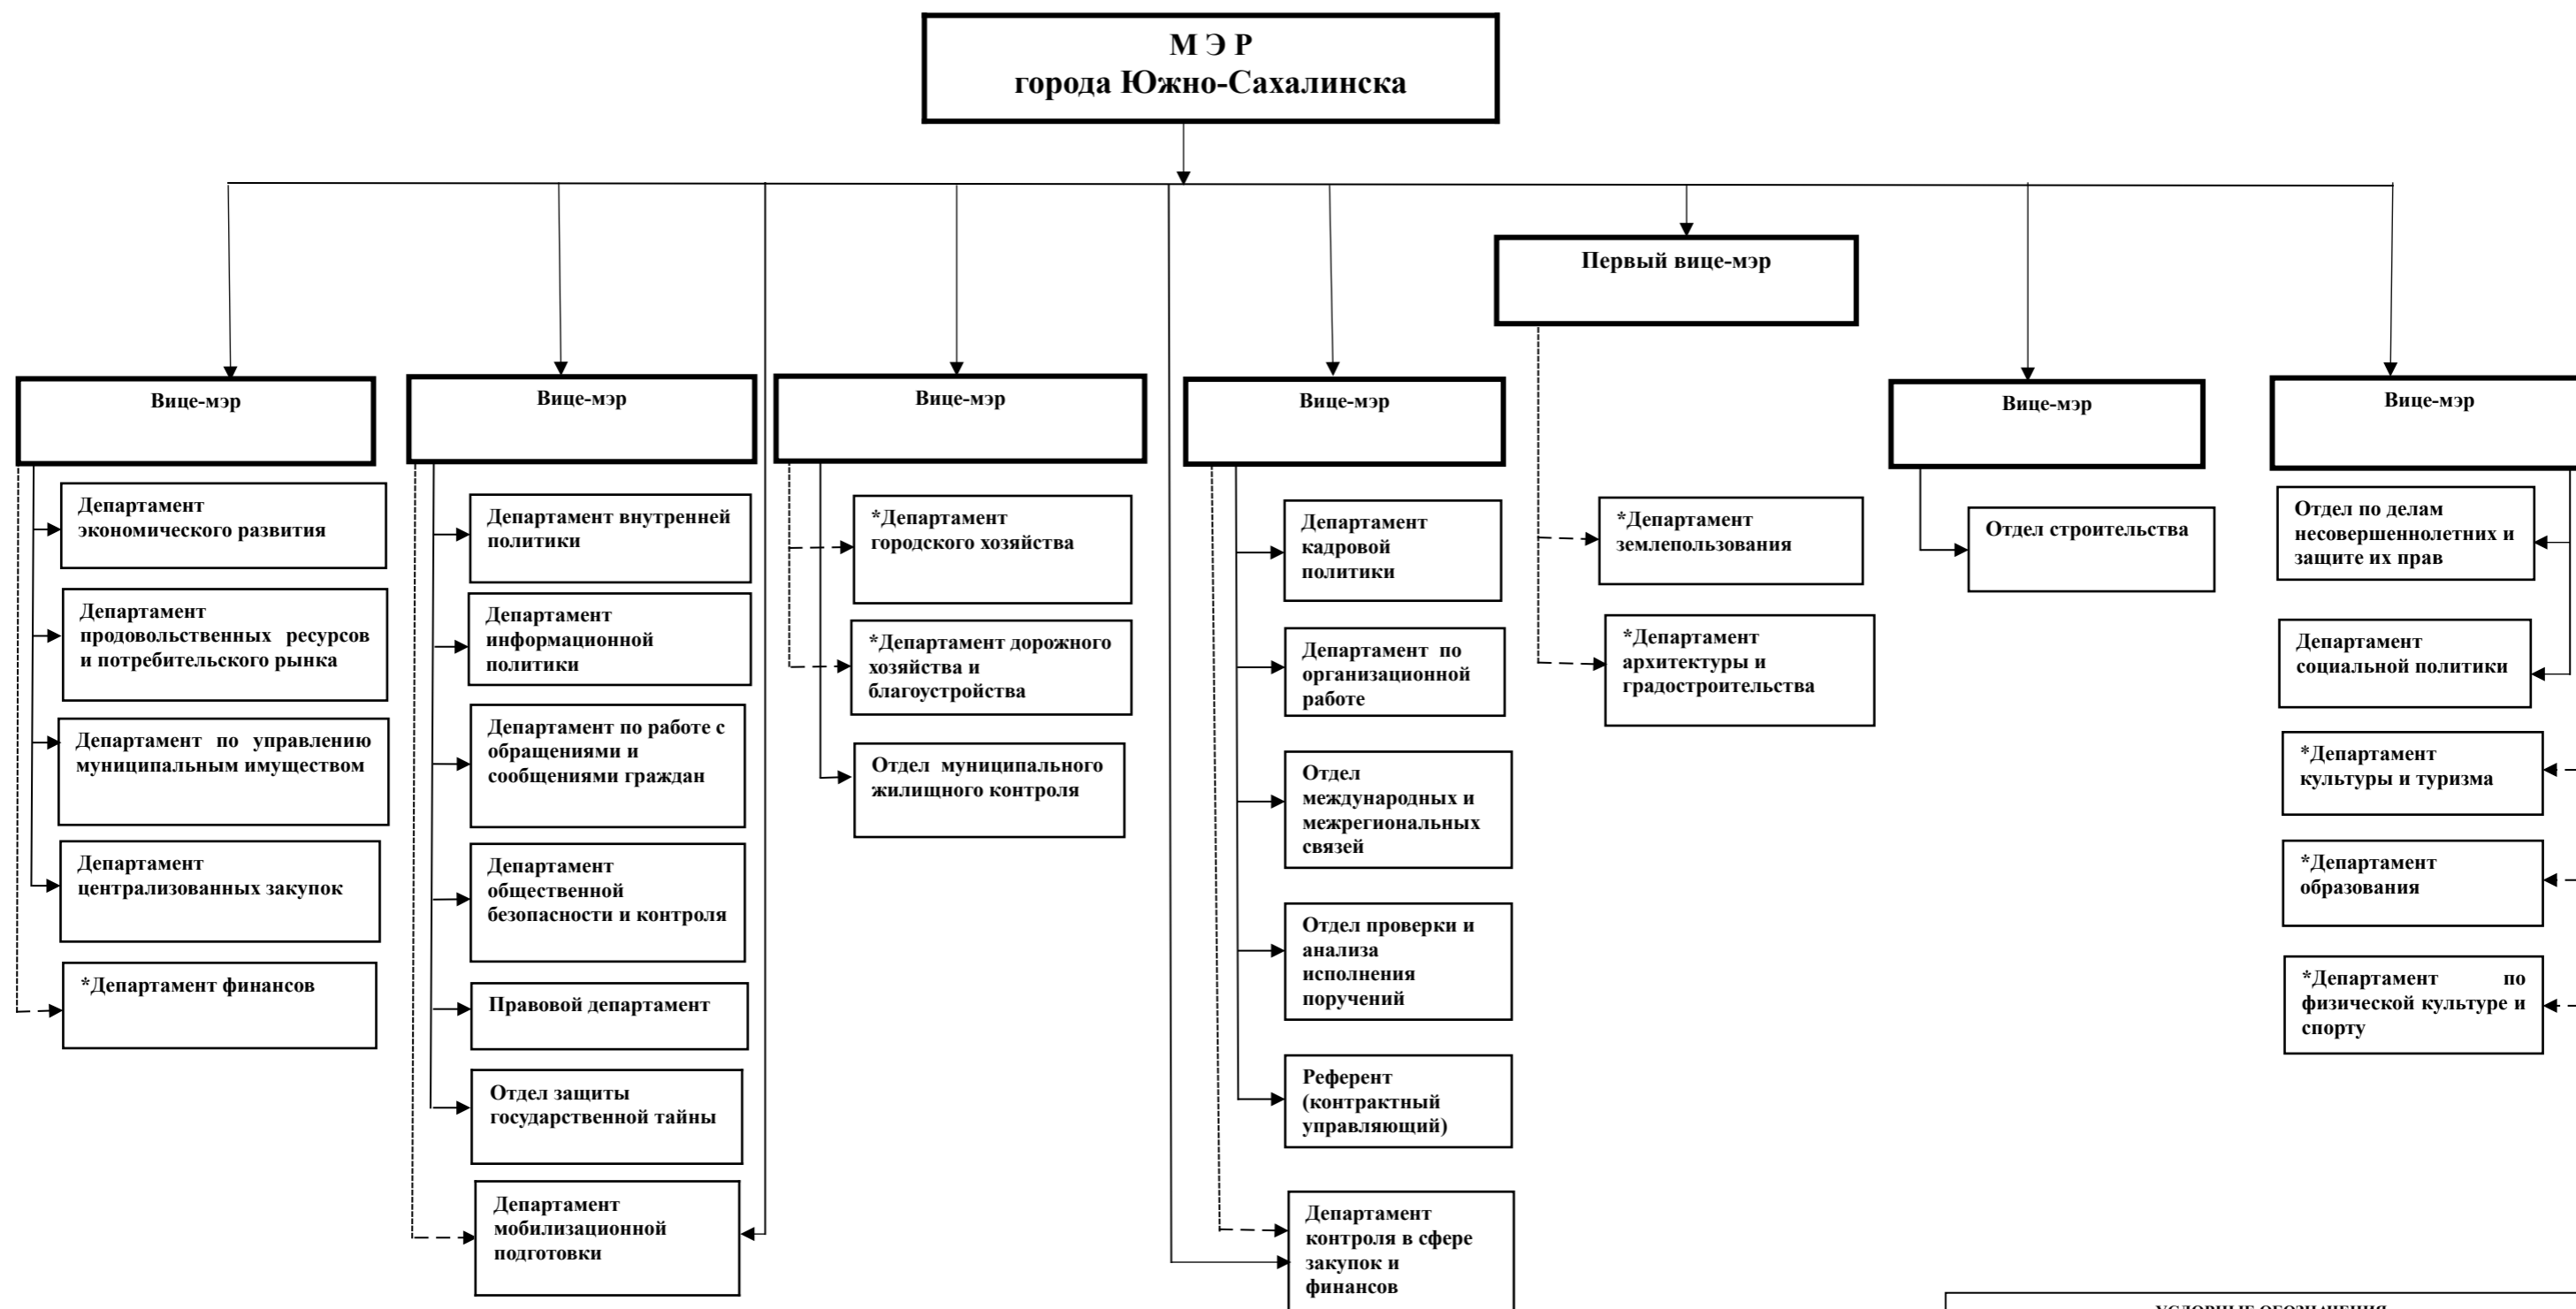 М Э Р
города Южно-Сахалинска
Первый вице-мэр
Вице-мэр
Вице-мэр
Вице-мэр
Вице-мэр
Вице-мэр
Вице-мэр
Департамент
экономического развития
Департамент
продовольственных ресурсов
и потребительского рынка
Департамент по управлению
муниципальным имуществом
Департамент
централизованных закупок
*Департамент финансов
Департамент внутренней
политики
Департамент
информационной
политики
Департамент по работе с
обращениями и
сообщениями граждан
Департамент
общественной
безопасности и контроля
Правовой департамент
Отдел защиты
государственной тайны
Департамент
мобилизационной
подготовки
*Департамент
городского хозяйства
*Департамент дорожного
хозяйства и
благоустройства
Отдел муниципального
жилищного контроля
Департамент
кадровой
политики
Департамент по
организационной
работе
Отдел
международных и
межрегиональных
связей
Отдел проверки и
анализа
исполнения
поручений
Референт
(контрактный
управляющий)
Департамент
контроля в сфере
закупок и
финансов
*Департамент
землепользования
*Департамент
архитектуры и
градостроительства
Отдел строительства
Отдел по делам
несовершеннолетних и
защите их прав
Департамент
социальной политики
*Департамент
культуры и туризма
*Департамент
образования
*Департамент по
физической культуре и
спорту
УСЛОВНЫЕ ОБОЗНАЧЕНИЯ